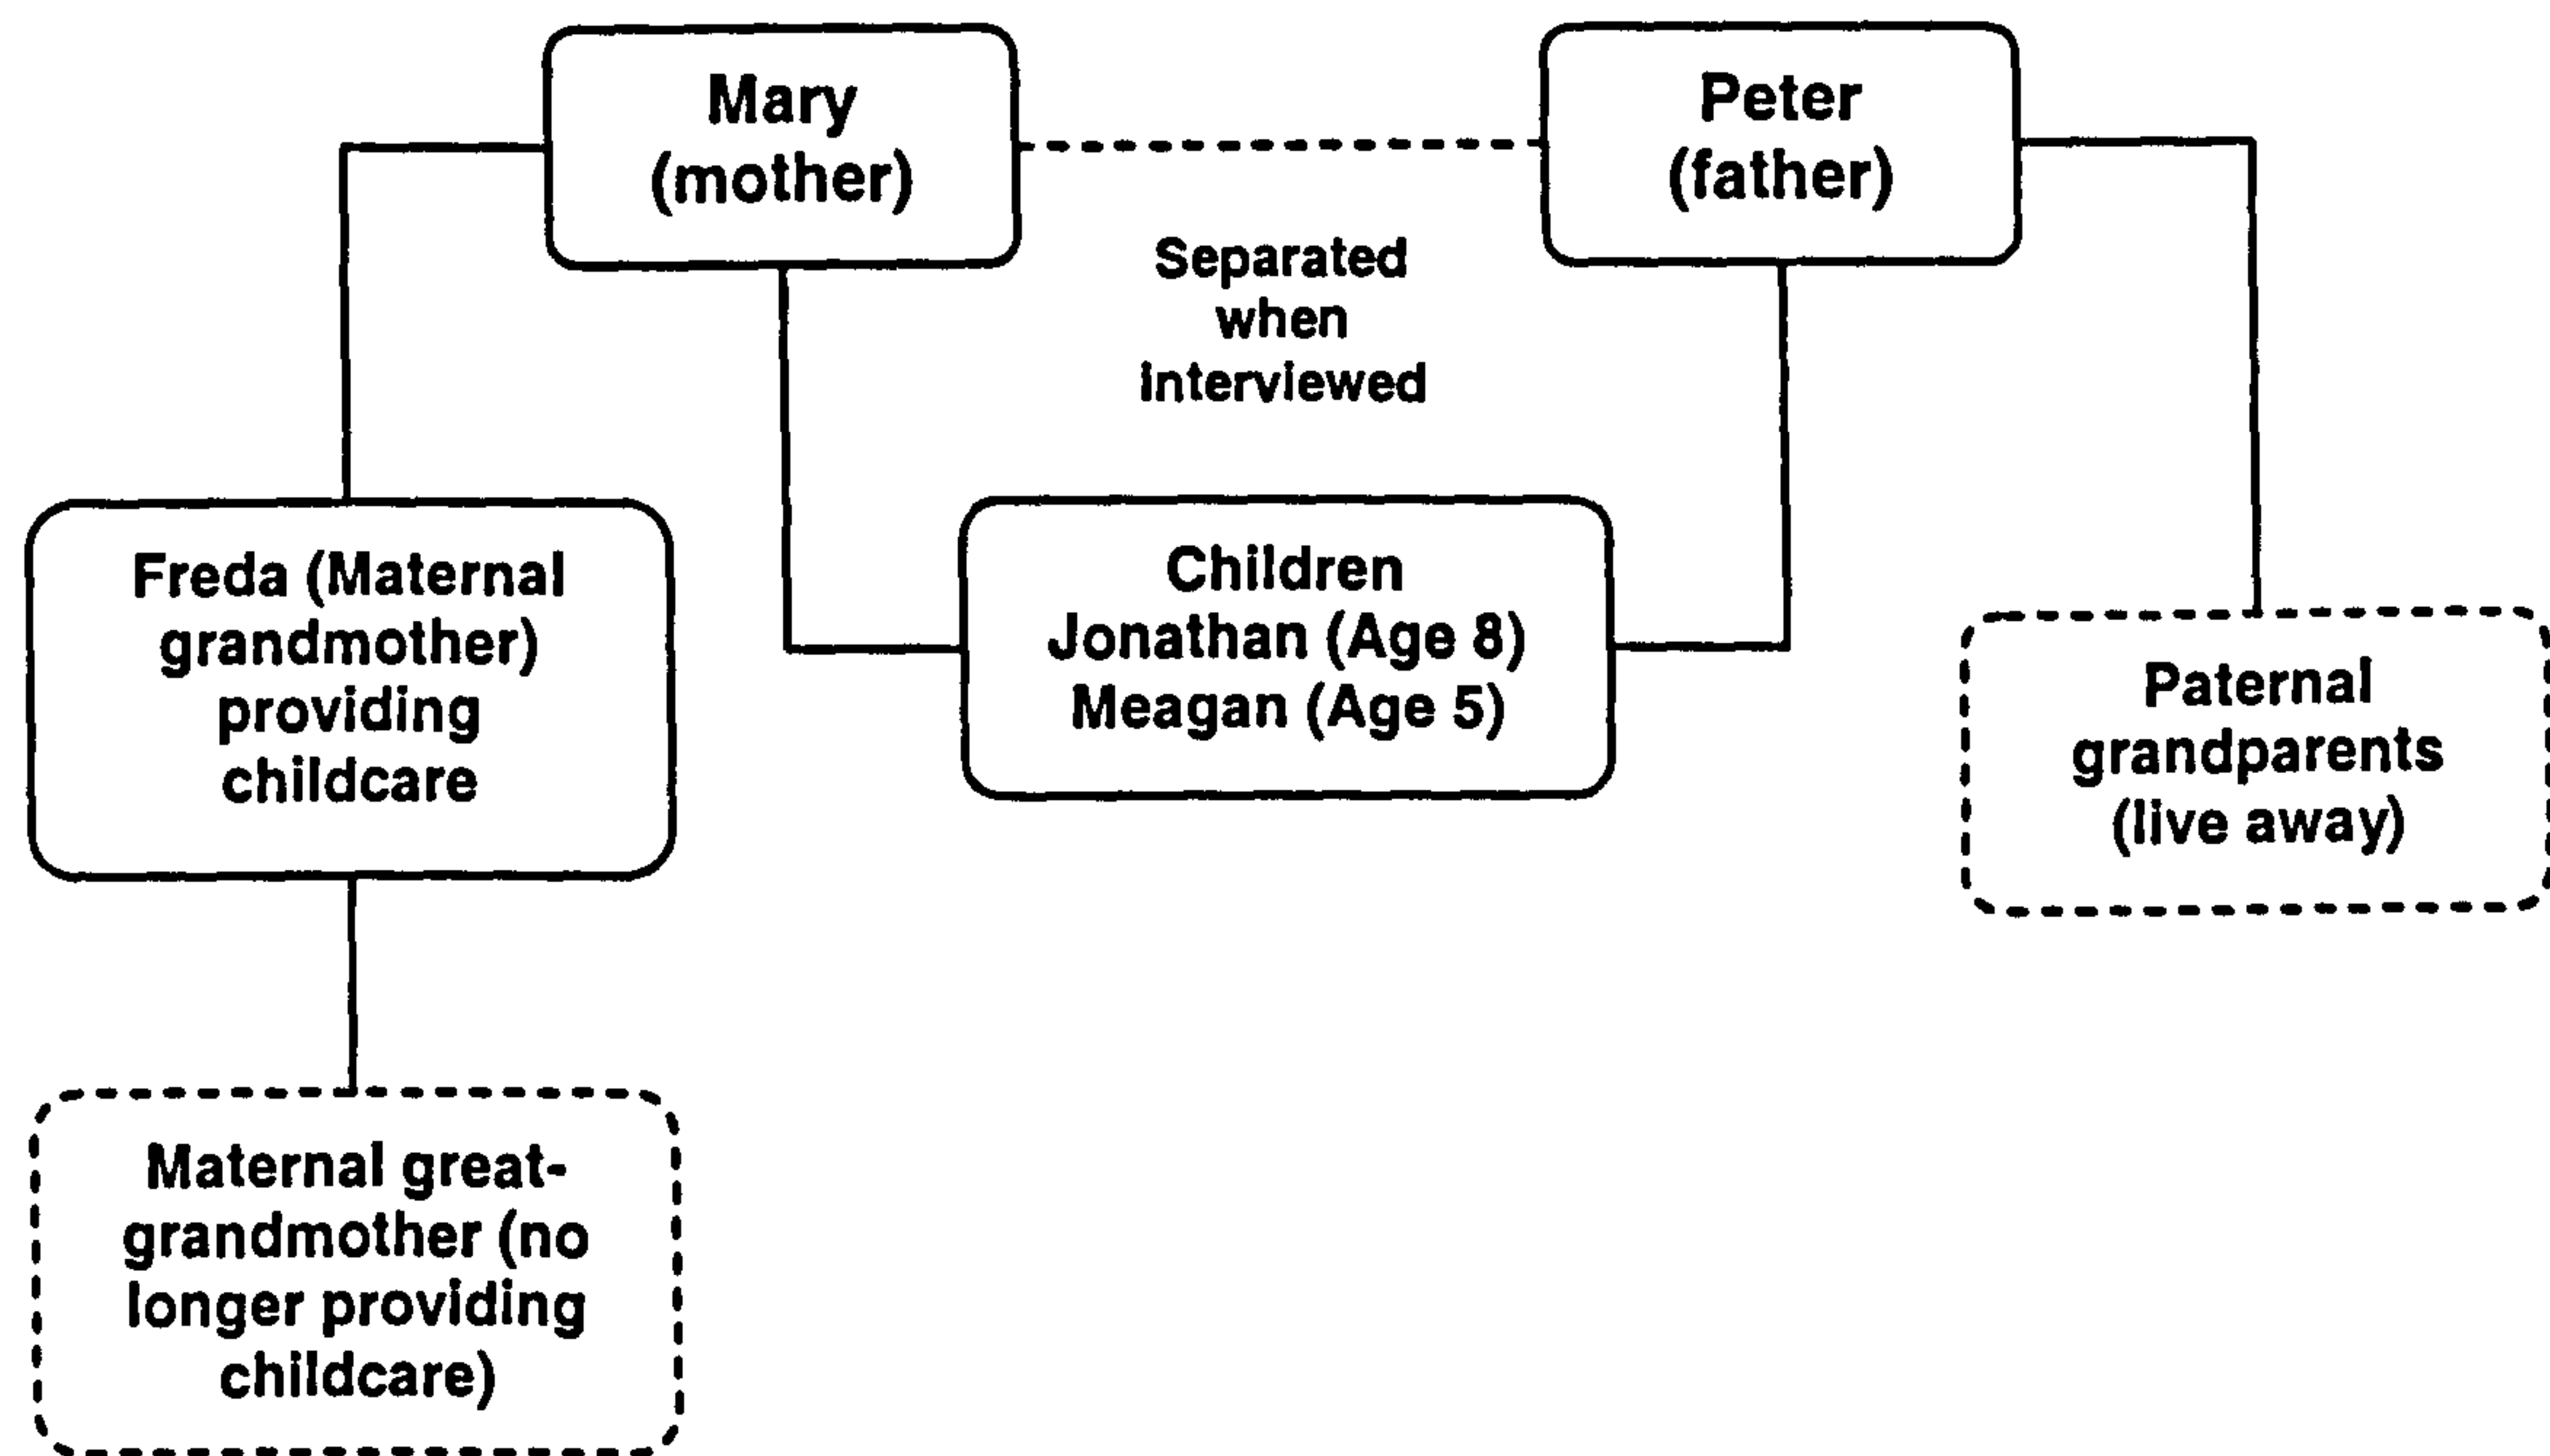 Mary
(mother)
Peter
(father)
Separated
when
interviewed
Freda (Maternal
grandmother)
providing
childcare
Children
Jonathan (Age 8)
Meagan (Age 5)
Paternal
grandparents
(live away)
Maternal great-
grandmother (no
longer providing
childcare)